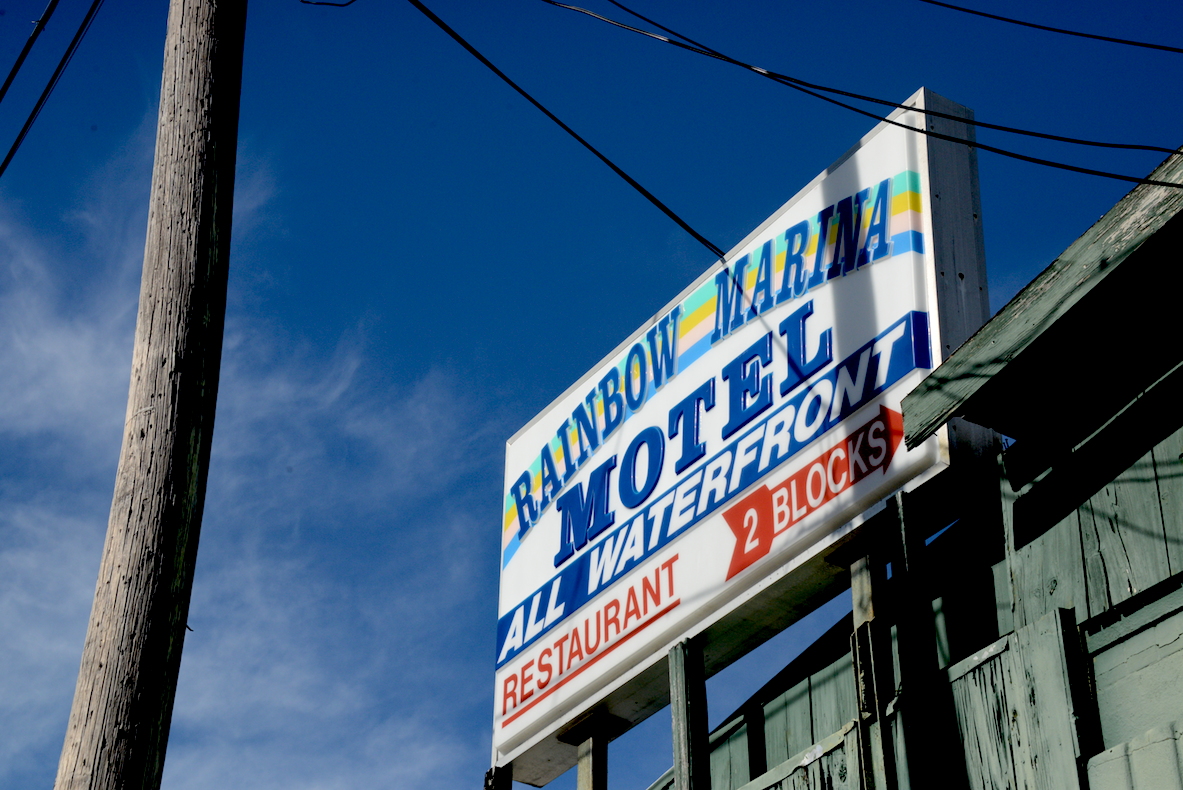 RAINBOW MARINA
MOTEL
ALL WATERFRONT
RESTAURANT 2 BLOCKS